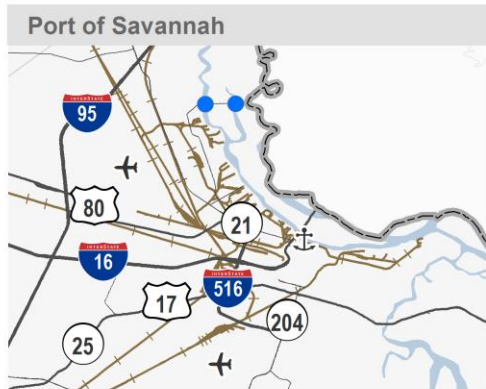 Port of Savannah
INTERSTATE
95
80
21
INTERSTATE
16
INTERSTATE
516
17
204
25